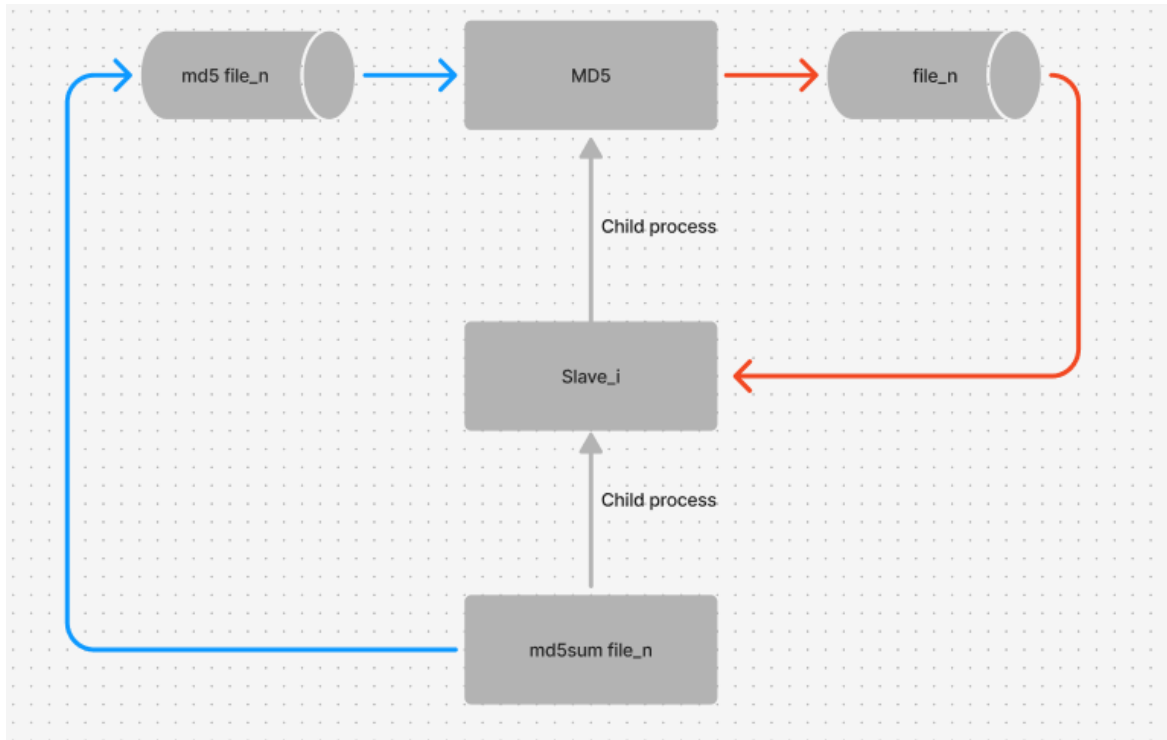 md5 file_n
MD5
file_n
Child process
Slave_i
Child process
md5sum file_n